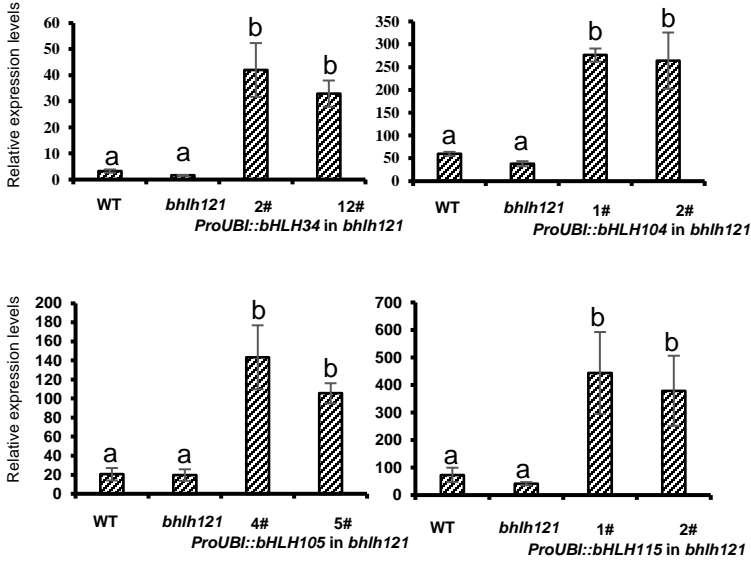 Relative expression levels
60
50
40
30
20
10
0
a
a
b
b
WT
bhlh121
2#
12#
ProUBI::bHLH34 in bhlh121
350
300
250
200
150
100
50
0
a
a
b
b
WT
bhlh121
1#
2#
ProUBI::bHLH104 in bhlh121
Relative expression levels
200
180
160
140
120
100
80
60
40
20
0
a
a
b
b
WT
bhlh121
4#
5#
ProUBI::bHLH105 in bhlh121
700
600
500
400
300
200
100
0
a
a
b
b
WT
bhlh121
1#
2#
ProUBI::bHLH115 in bhlh121